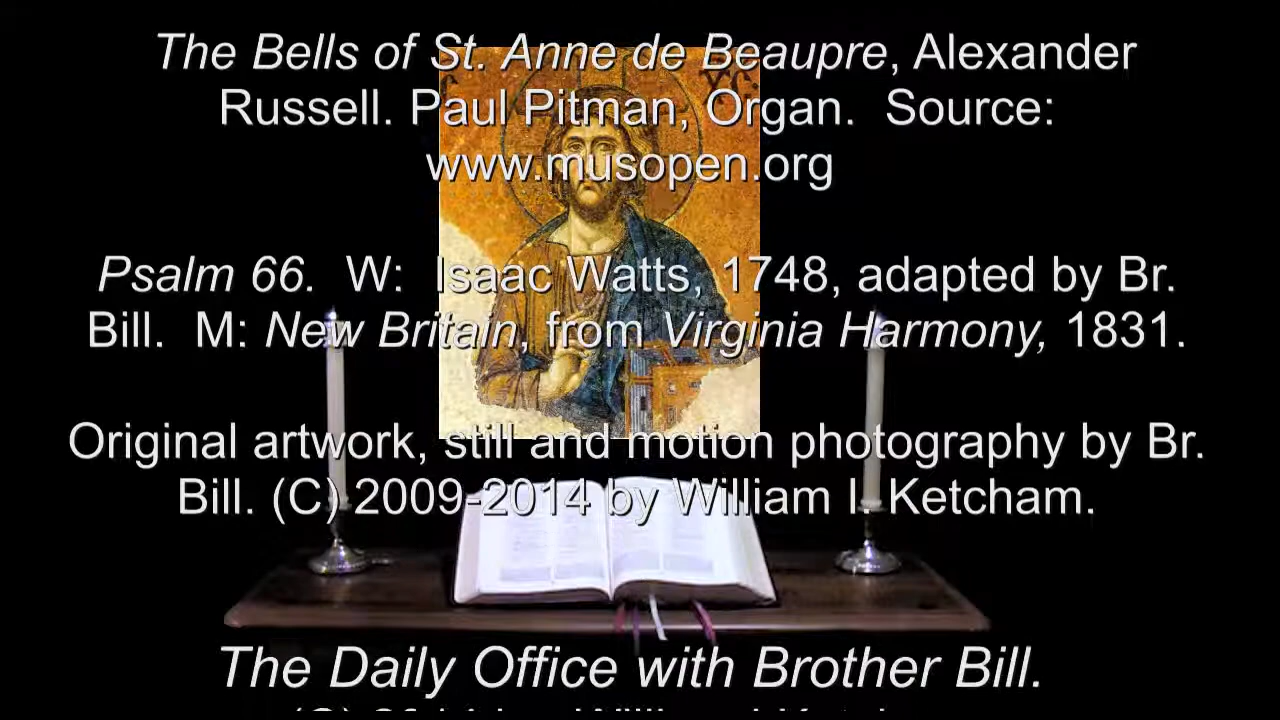 The Bells of St. Anne de Beaupre, Alexander
Russell. Paul Pitman, Organ. Source:
www.musopen.org
Psalm 66. W: Isaac Watts, 1748, adapted by Br.
Bill. M: New Britain, from Virginia Harmony, 1831.
Original artwork, still and motion photography by Br.
Bill. (C) 2009-2014 by William I. Ketcham.
The Daily Office with Brother Bill.